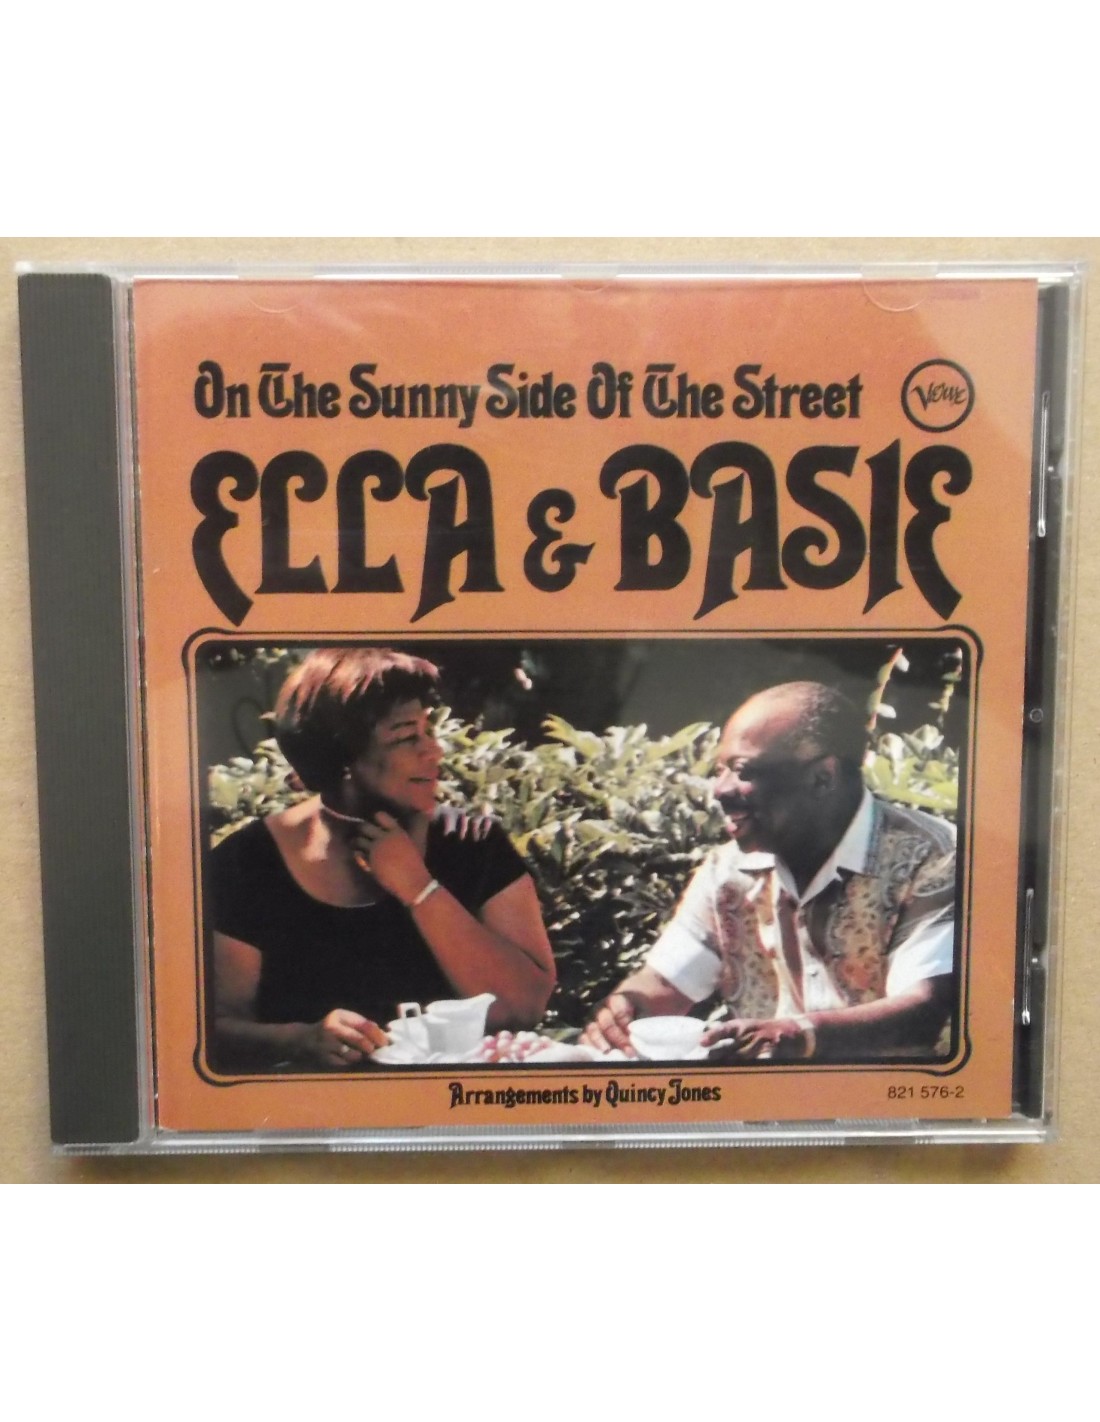 On The Sunny Side Of The Street
Verve
ELLA & BASIE
Arrangements by Quincy Jones
821 576-2